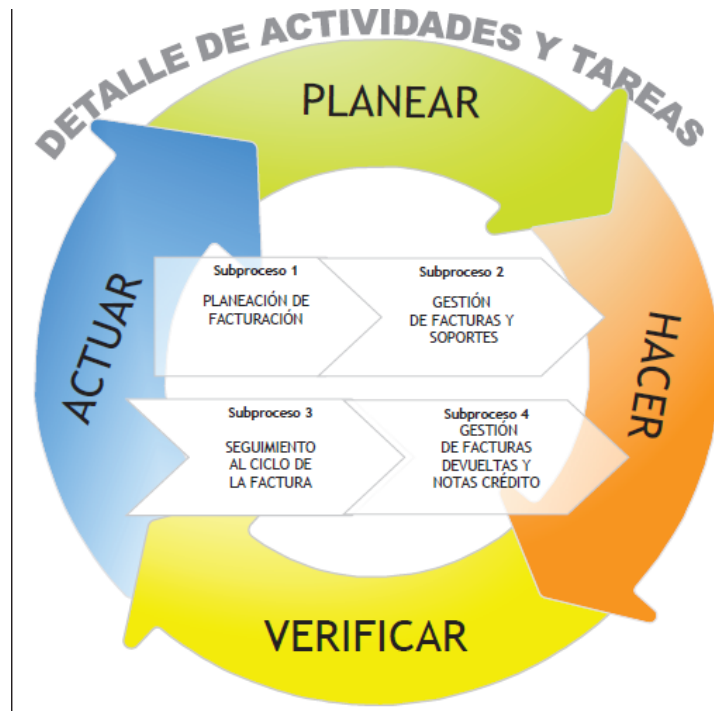 DETALLE DE ACTIVIDADES Y TAREAS
PLANEAR
HACER
VERIFICAR
ACTUAR
Subproceso 1
PLANEACIÓN DE
FACTURACIÓN
Subproceso 2
GESTIÓN
DE FACTURAS Y
SOPORTES
Subproceso 3
SEGUIMIENTO
AL CICLO DE
LA FACTURA
Subproceso 4
GESTIÓN
DE FACTURAS
DEVUELTAS Y
NOTAS CRÉDITO